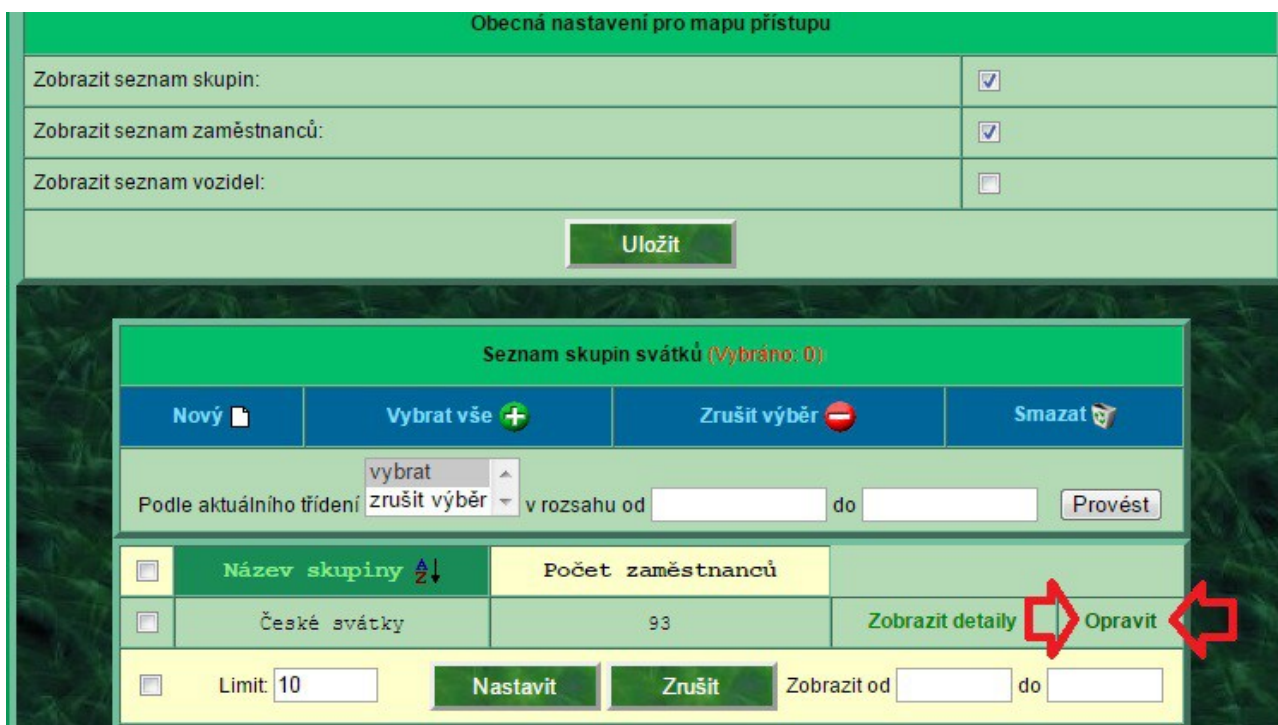 Obecná nastavení pro mapu přístupu
Zobrazit seznam skupin:
Zobrazit seznam zaměstnanců:
Zobrazit seznam vozidel:
Uložit
Seznam skupin svátků (Vybráno: 0)
Nový Vybrat vše Zrušit výběr Smazat
vybrat
Podle aktuálního třídení zrušit výběr v rozsahu od do Provést
Název skupiny Počet zaměstnanců
České svátky 93 Zobrazit detaily Opravit
Limit: 10 Nastavit Zrušit Zobrazit od do